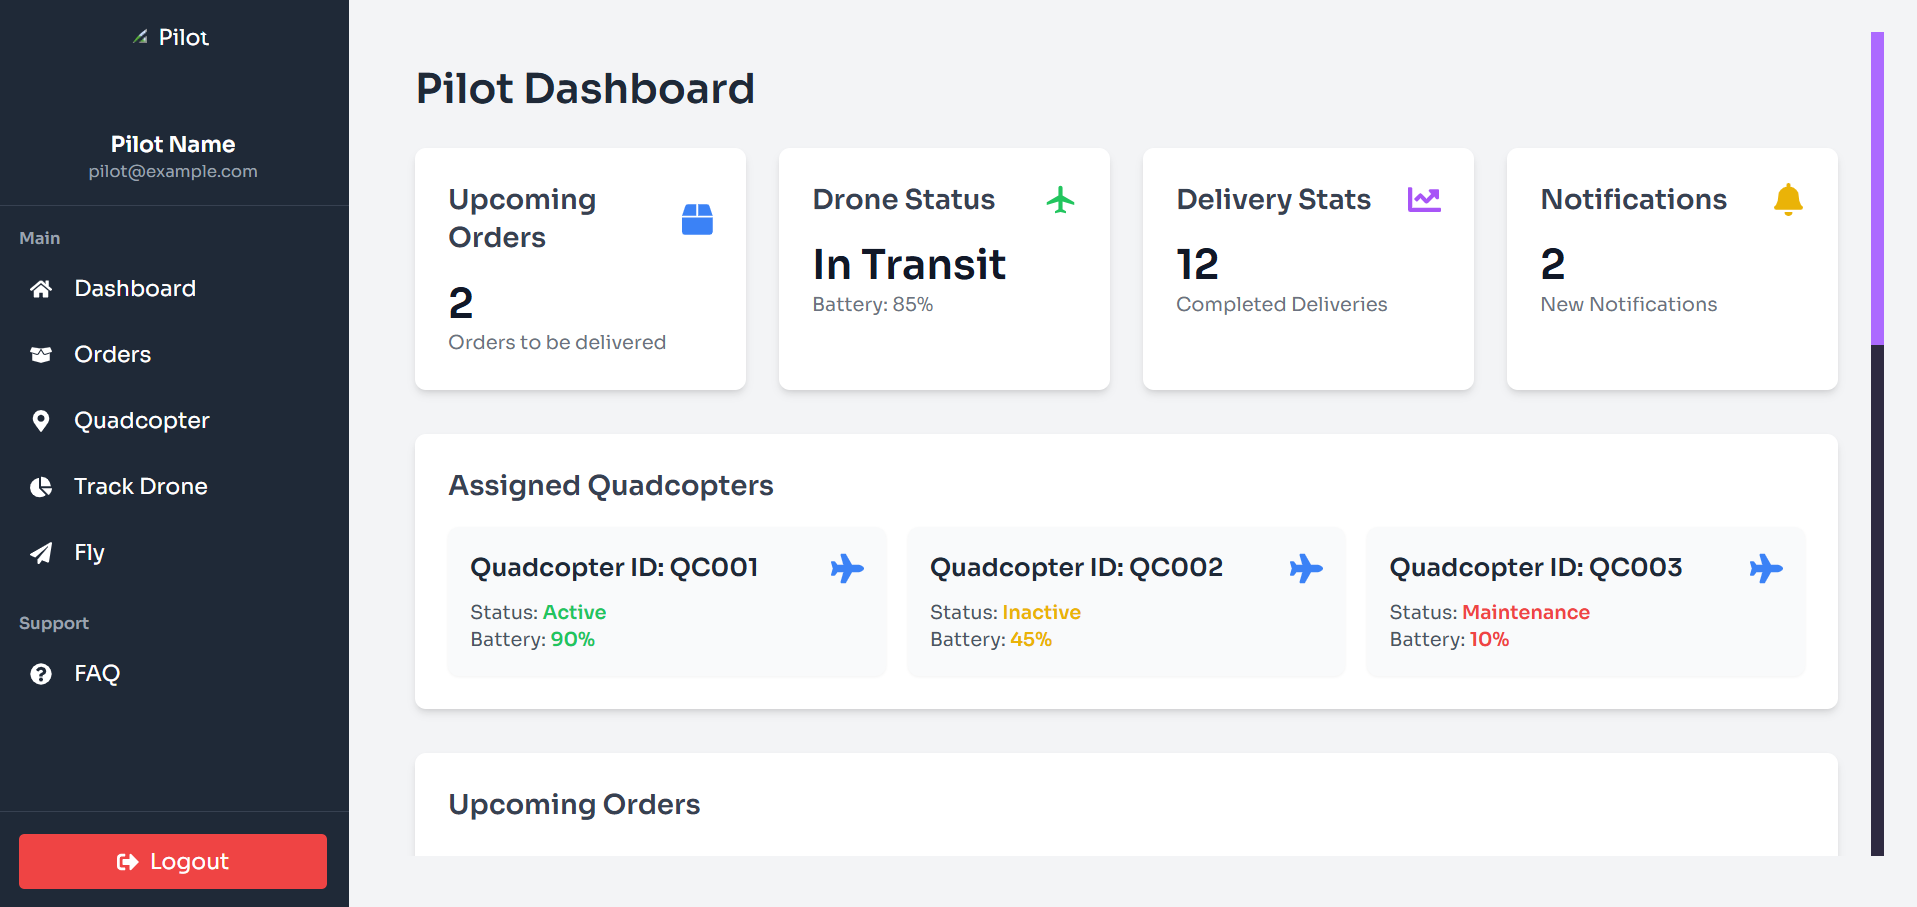 Pilot
Pilot Name
pilot@example.com
Main
Dashboard
Orders
Quadcopter
Track Drone
Fly
Support
FAQ
Logout
Pilot Dashboard
Upcoming
Orders
2
Orders to be delivered
Drone Status
In Transit
Battery: 85%
Delivery Stats
12
Completed Deliveries
Notifications
2
New Notifications
Assigned Quadcopters
Quadcopter ID: QC001
Status: Active
Battery: 90%
Quadcopter ID: QC002
Status: Inactive
Battery: 45%
Quadcopter ID: QC003
Status: Maintenance
Battery: 10%
Upcoming Orders